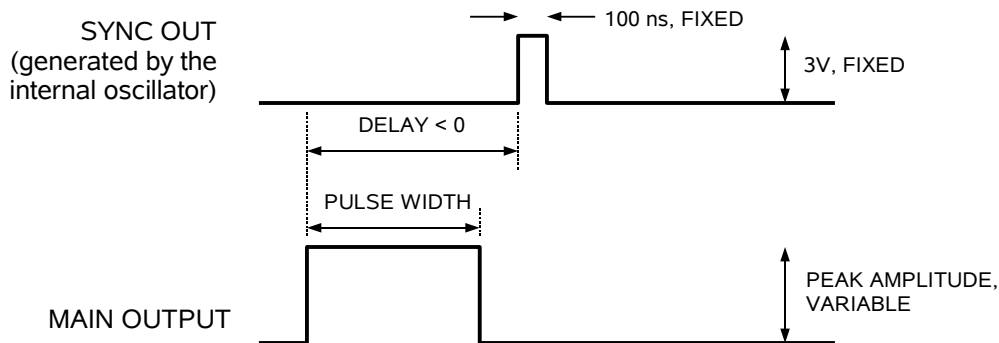 100 ns, FIXED
SYNC OUT
(generated by the
internal oscillator)
3V, FIXED
DELAY < 0
PULSE WIDTH
PEAK AMPLITUDE,
VARIABLE
MAIN OUTPUT